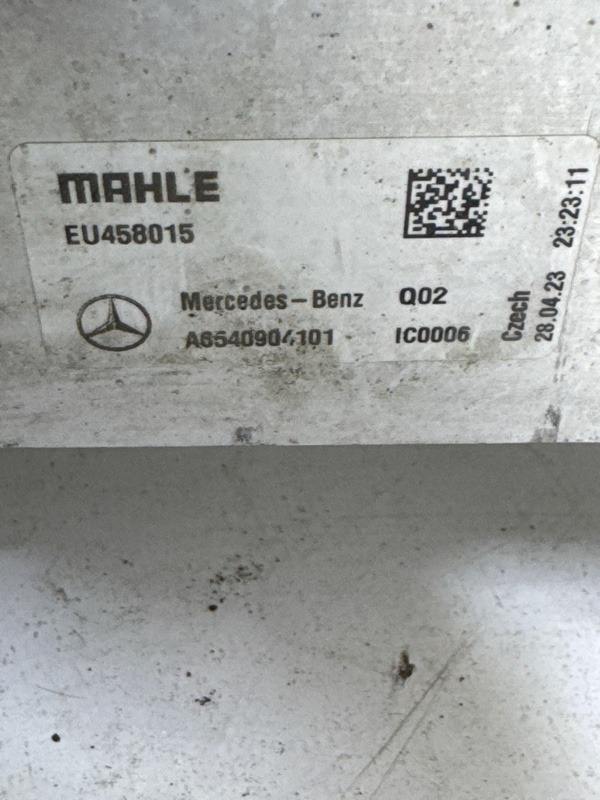 MAHLE
EU458015
Mercedes-Benz Q02
A6540904101 IC0006
Czech
28.04.23 23:23:11